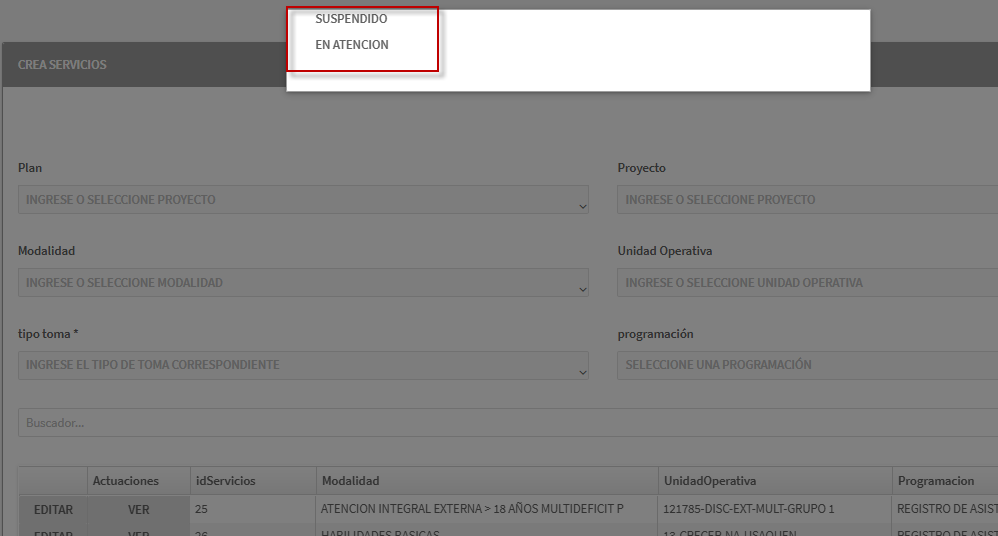 SUSPENDIDO
EN ATENCION
CREA SERVICIOS
Plan Proyecto
INGRESE O SELECCIONE PROYECTO INGRESE O SELECCIONE PROYECTO
Modalidad Unidad Operativa
INGRESE O SELECCIONE MODALIDAD INGRESE O SELECCIONE UNIDAD OPERATIVA
tipo toma * programación
INGRESE EL TIPO DE TOMA CORRESPONDIENTE SELECCIONE UNA PROGRAMACIÓN
Buscador...
Actuaciones idServicios Modalidad UnidadOperativa Programacion
EDITAR VER 25 ATENCION INTEGRAL EXTERNA > 18 AÑOS MULTIDEFICIT P 121785-DISC-EXT-MULT-GRUPO 1 REGISTRO DE ASIST
EDITAR VER 26 HABILIDADES BASICAS 13-CRECER-NA-USAQUEN